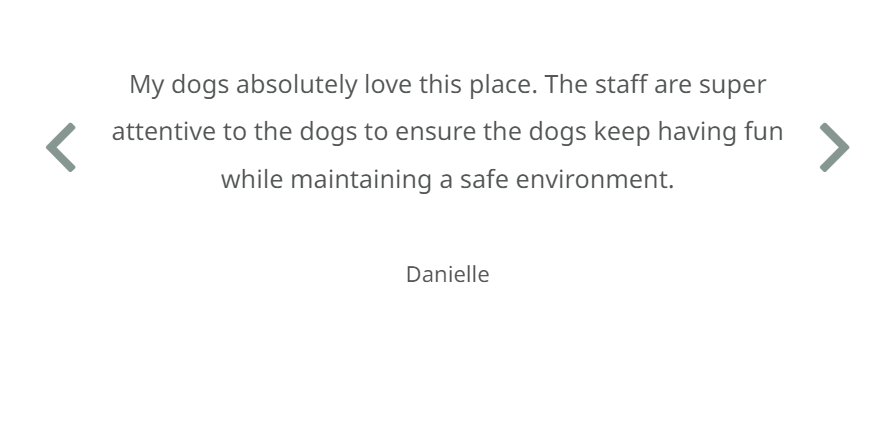 My dogs absolutely love this place. The staff are super
attentive to the dogs to ensure the dogs keep having fun
while maintaining a safe environment.
Danielle